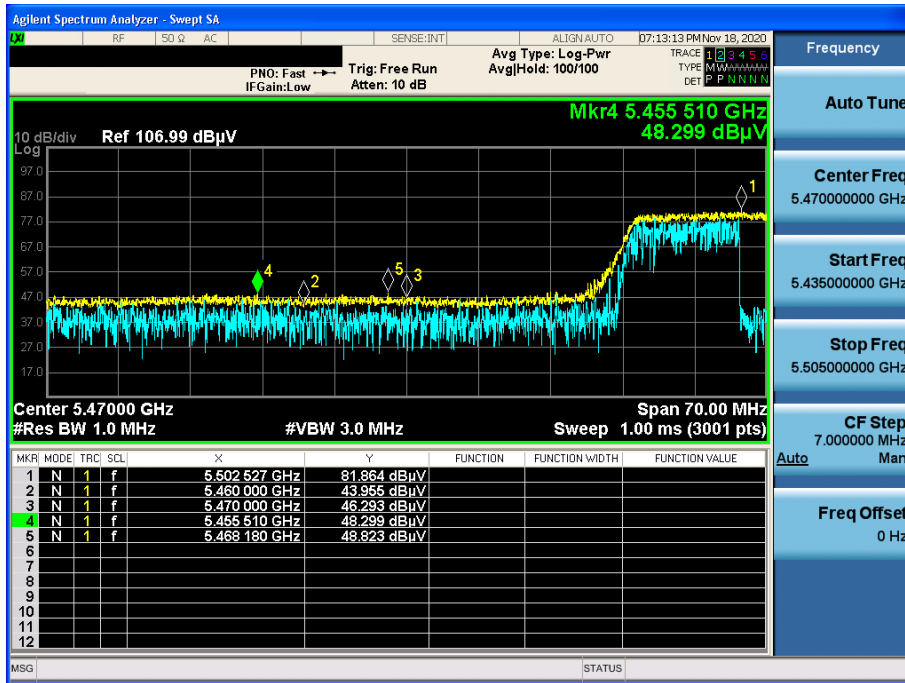 Agilent Spectrum Analyzer - Swept SA
LXI RF 50 Ω AC SENSE:INT ALIGN AUTO 07:13:13 PM Nov 18, 2020
PNO: Fast Trig: Free Run Avg Type: Log-Pwr TRACE 1 2 3 4 5 6
IFGain:Low Atten: 10 dB Avg|Hold: 100/100 TYPE M W
DET P P N N N N
Mkr4 5.455 510 GHz
48.299 dBµV
10 dB/div Ref 106.99 dBµV
Log
97.0
87.0
77.0
67.0
57.0
47.0
37.0
27.0
17.0
1
4
2
5
3
Center 5.47000 GHz Span 70.00 MHz
#Res BW 1.0 MHz #VBW 3.0 MHz Sweep 1.00 ms (3001 pts)
MKR MODE TRC SCL X Y FUNCTION FUNCTION WIDTH FUNCTION VALUE
1 N 1 f 5.502 527 GHz 81.864 dBµV
2 N 1 f 5.460 000 GHz 43.955 dBµV
3 N 1 f 5.470 000 GHz 46.293 dBµV
4 N 1 f 5.455 510 GHz 48.299 dBµV
5 N 1 f 5.468 180 GHz 48.823 dBµV
6
7
8
9
10
11
12
MSG STATUS
Frequency
Auto Tune
Center Freq
5.470000000 GHz
Start Freq
5.435000000 GHz
Stop Freq
5.505000000 GHz
CF Step
7.000000 MHz
Auto Man
Freq Offset
0 Hz